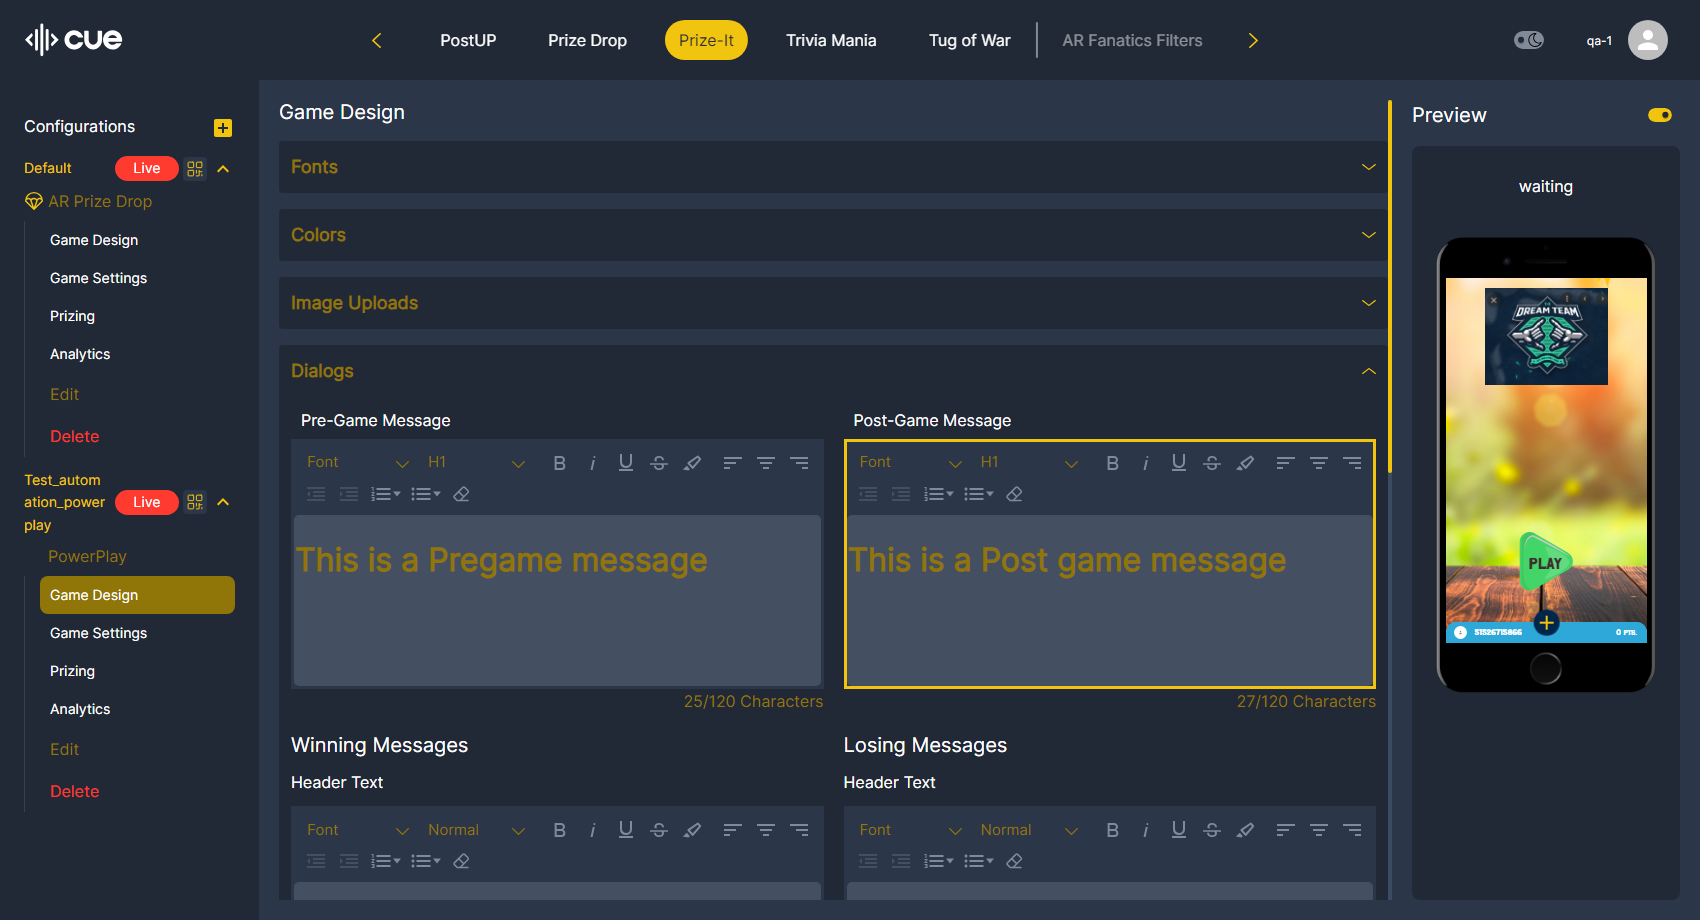 cue
PostUP
Prize Drop
Prize-It
Trivia Mania
Tug of War
AR Fanatics Filters
qa-1
Configurations
Default
Live
AR Prize Drop
Game Design
Game Settings
Prizing
Analytics
Edit
Delete
Test_autom
ation_power
play
Live
PowerPlay
Game Design
Game Settings
Prizing
Analytics
Edit
Delete
Game Design
Fonts
Colors
Image Uploads
Dialogs
Pre-Game Message
Font
H1
This is a Pregame message
25/120 Characters
Post-Game Message
Font
H1
This is a Post game message
27/120 Characters
Winning Messages
Header Text
Font
Normal
Losing Messages
Header Text
Font
Normal
Preview
waiting
DREAM TEAM
PLAY
51526715866
0 PTS.